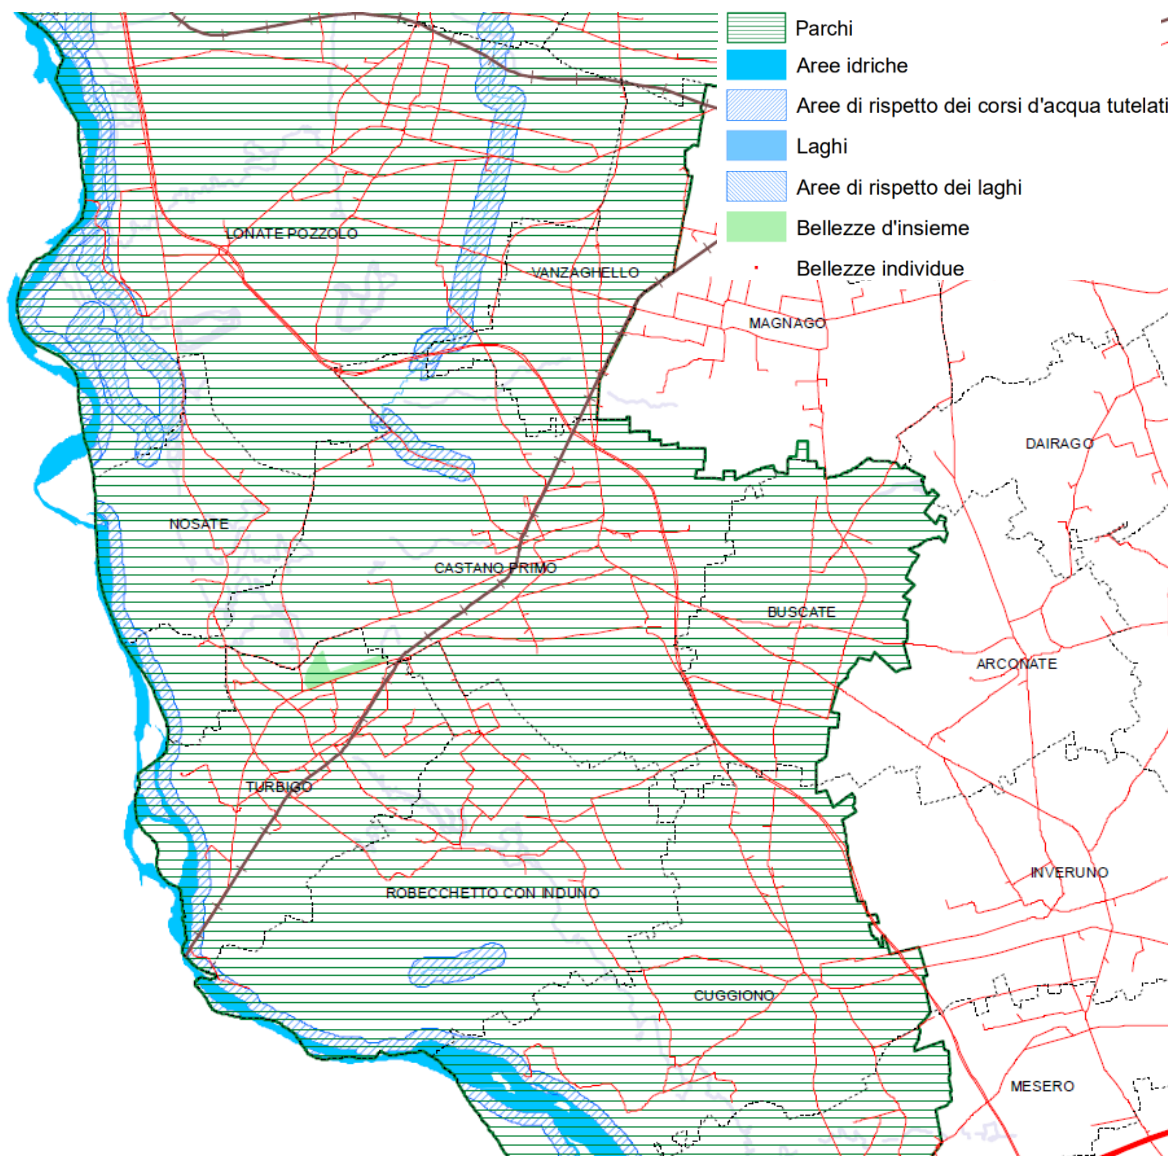 Parchi
Aree idriche
Aree di rispetto dei corsi d'acqua tutelati
Laghi
Aree di rispetto dei laghi
Bellezze d'insieme
Bellezze individue
LONATE POZZOLO
VANZAGHELLO
MAGNAGO
DAIRAGO
NOSATE
CASTANO PRIMO
BUSCATE
ARCONATE
TURBIGO
INVERUNO
ROBECCHETTO CON INDUNO
CUGGIONO
MESERO